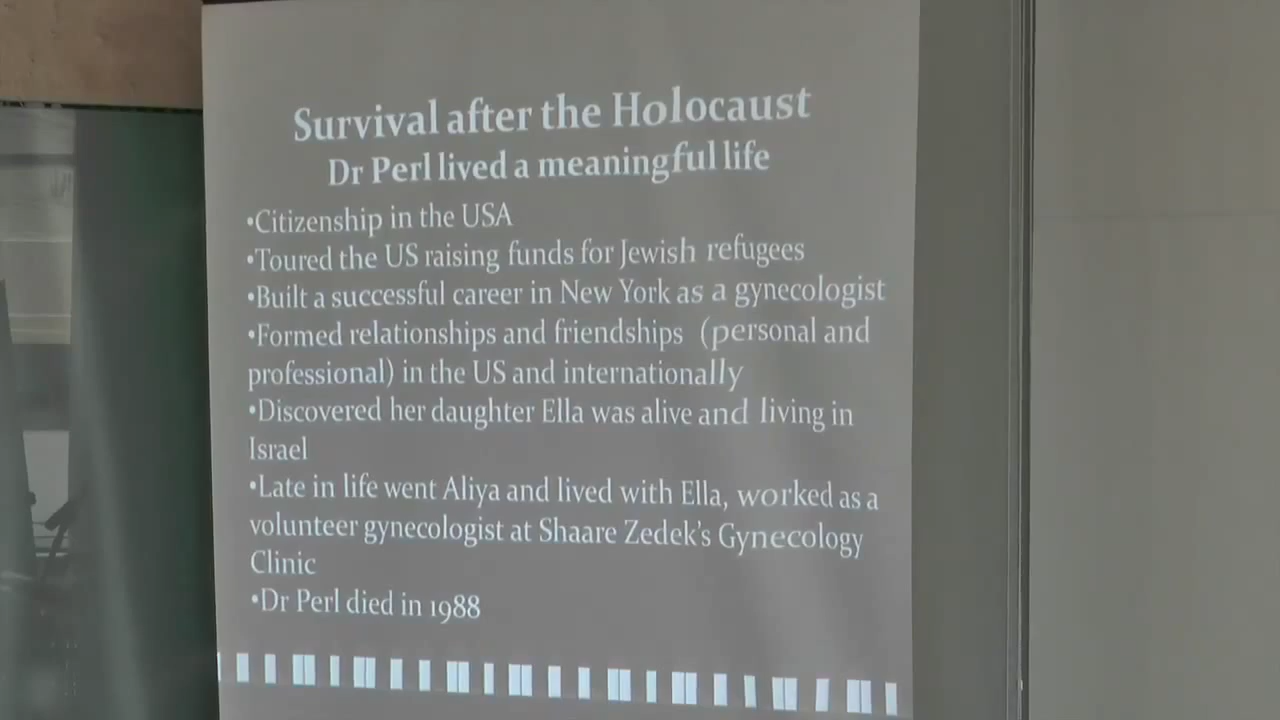 Survival after the Holocaust
Dr Perl lived a meaningful life
•Citizenship in the USA
•Toured the US raising funds for Jewish refugees
•Built a successful career in New York as a gynecologist
•Formed relationships and friendships (personal and
professional) in the US and internationally
•Discovered her daughter Ella was alive and living in
Israel
•Late in life went Aliya and lived with Ella, worked as a
volunteer gynecologist at Shaare Zedek's Gynecology
Clinic
•Dr Perl died in 1988